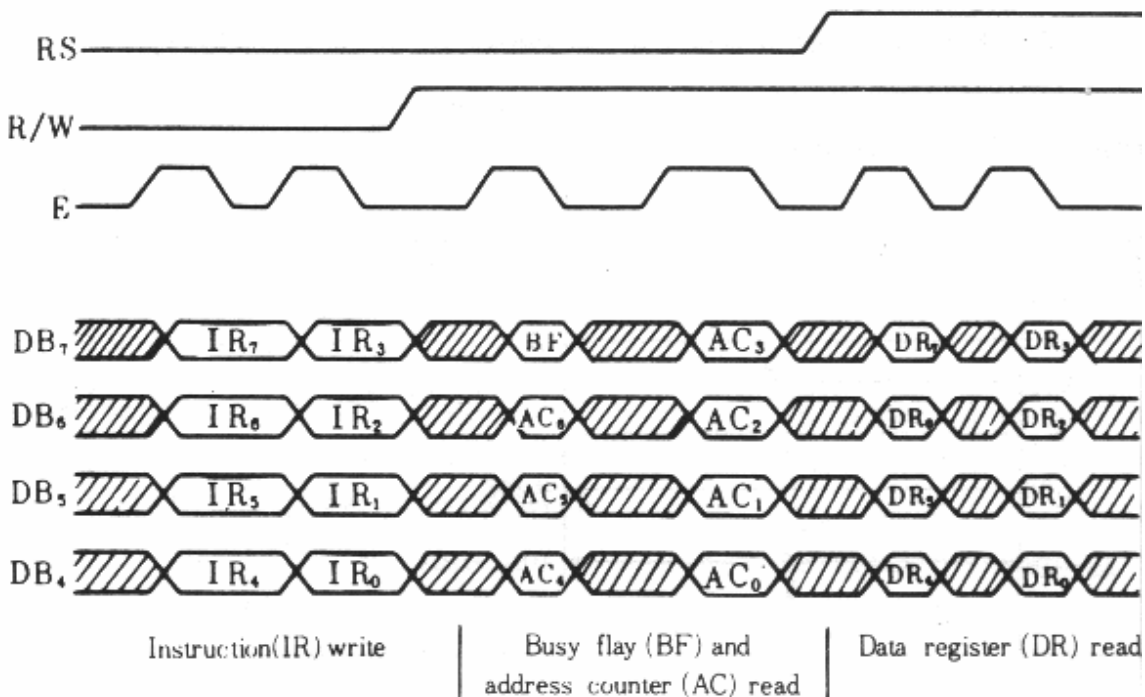 RS
R/W
E
DB₇ IR₇ IR₃ BF AC₃ DR₇ DR₃
DB₆ IR₆ IR₂ AC₆ AC₂ DR₆ DR₂
DB₅ IR₅ IR₁ AC₅ AC₁ DR₅ DR₁
DB₄ IR₄ IR₀ AC₄ AC₀ DR₄ DR₀
Instruction(IR) write
Busy flay (BF) and
address counter (AC) read
Data register (DR) read